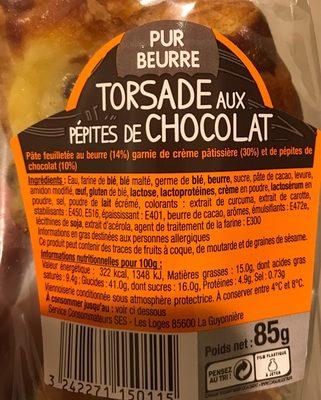 PUR
BEURRE
TORSADE AUX
PÉPITES DE CHOCOLAT
Pâte feuilletée au beurre (14%) garnie de crème pâtissière (30%) et de pépites de
chocolat (10%)
Ingrédients : Eau, farine de blé, blé malté, germe de blé, beurre, sucre, pâte de cacao, levure,
amidon modifié, œuf, gluten de blé, lactose, lactoprotéines, crème en poudre, lactosérum en
poudre, sel, poudre de lait écrémé, colorants : extrait de curcuma, extrait de carotte,
stabilisants : E450, E516, épaississant : E401, beurre de cacao, arômes, émulsifiants : E472e,
lécithines de soja, extrait d'acérola, agent de traitement de la farine : E300
Informations en gras destinées aux personnes allergiques
Ce produit peut contenir des traces de fruits à coque, de moutarde et de graines de sésame.
Informations nutritionnelles pour 100g :
Valeur énergétique : 322 kcal, 1348 KJ, Matières grasses : 15.0g, dont acides gras
saturés : 9.4g ; Glucides : 41.0g, dont sucres : 16.0g, Protéines : 4.9g, Sel : 0.73g
Viennoiserie conditionnée sous atmosphère protectrice. À conserver entre 4°C et 8°C.
À consommer jusqu'au : voir ci dessous
Service Consommateurs SES - Les Loges 85600 La Guyonnière
Poids net : 85g
PENSEZ
AU TRI !
FILM PLASTIQUE
À JETER
3 242271 150115